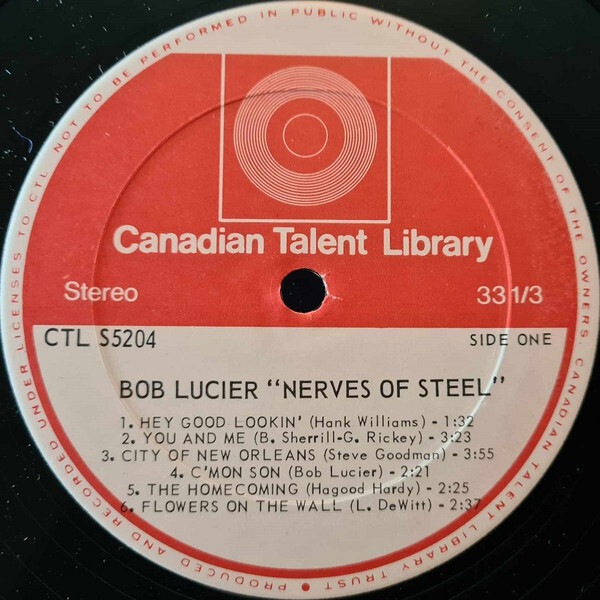 NOT TO BE PERFORMED IN PUBLIC WITHOUT THE CONSENT OF THE OWNERS. CANADIAN TALENT LIBRARY TRUST • PRODUCED AND RECORDED UNDER LICENSES TO CTL
Canadian Talent Library
Stereo
33 1/3
CTL S5204
SIDE ONE
BOB LUCIER "NERVES OF STEEL"
1. HEY GOOD LOOKIN' (Hank Williams) - 1:32
2. YOU AND ME (B. Sherrill-G. Rickey) - 3:23
3. CITY OF NEW ORLEANS (Steve Goodman) - 3:55
4. C'MON SON (Bob Lucier) - 2:21
5. THE HOMECOMING (Hagood Hardy) - 2:25
6. FLOWERS ON THE WALL (L. DeWitt) - 2:37